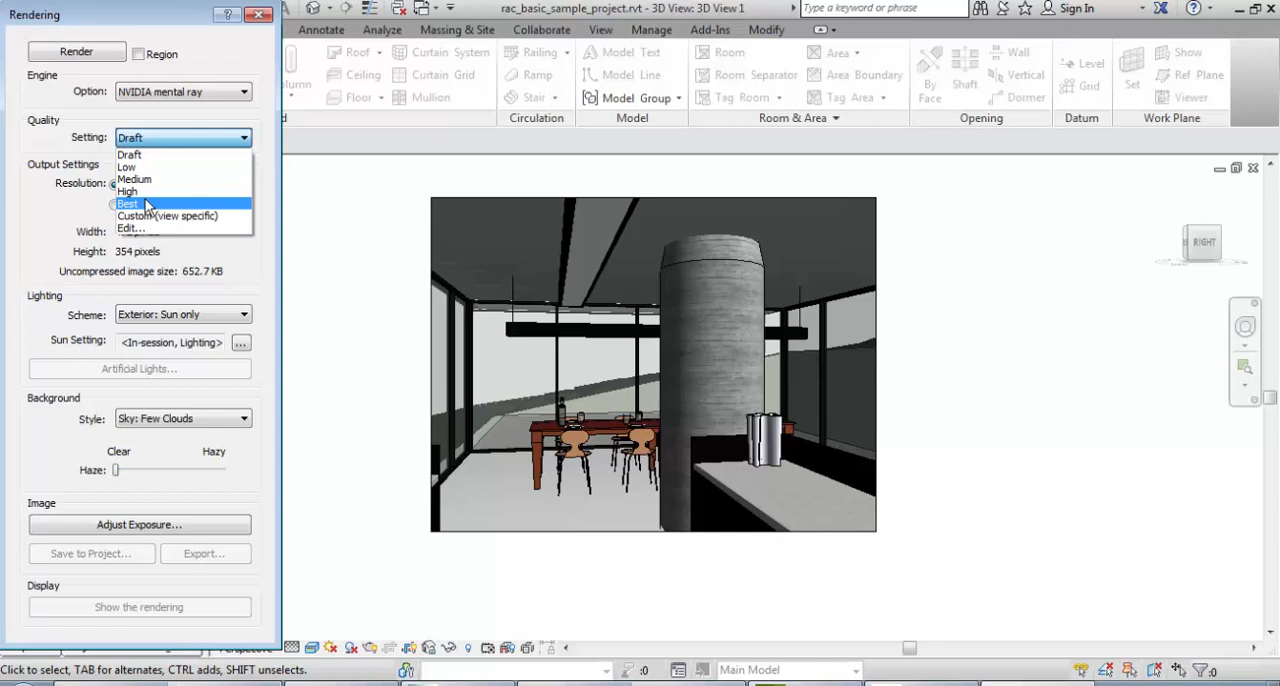 Rendering
rac_basic_sample_project.rvt - 3D View: 3D View 1
Type a keyword or phrase
Sign In
Annotate Analyze Massing & Site Collaborate View Manage Add-Ins Modify
Render
Region
Engine
Option: NVIDIA mental ray
Quality
Setting: Draft
Draft
Low
Medium
High
Best
Custom (view specific)
Edit...
Output Settings
Resolution:
Width:
Height: 354 pixels
Uncompressed image size: 652.7 KB
Lighting
Scheme: Exterior: Sun only
Sun Setting: <In-session, Lighting> ...
Artificial Lights...
Background
Style: Sky: Few Clouds
Clear Hazy
Haze:
Image
Adjust Exposure...
Save to Project... Export...
Display
Show the rendering
Roof Curtain System Railing Model Text Room Area Wall Level Show
Ceiling Curtain Grid Ramp Model Line Room Separator Area Boundary By Face Shaft Vertical Grid Set Ref Plane
Floor Mullion Stair Model Group Tag Room Tag Area Dormer Viewer
Circulation Model Room & Area Opening Datum Work Plane
RIGHT
Click to select, TAB for alternates, CTRL adds, SHIFT unselects.
:0
Main Model
:0